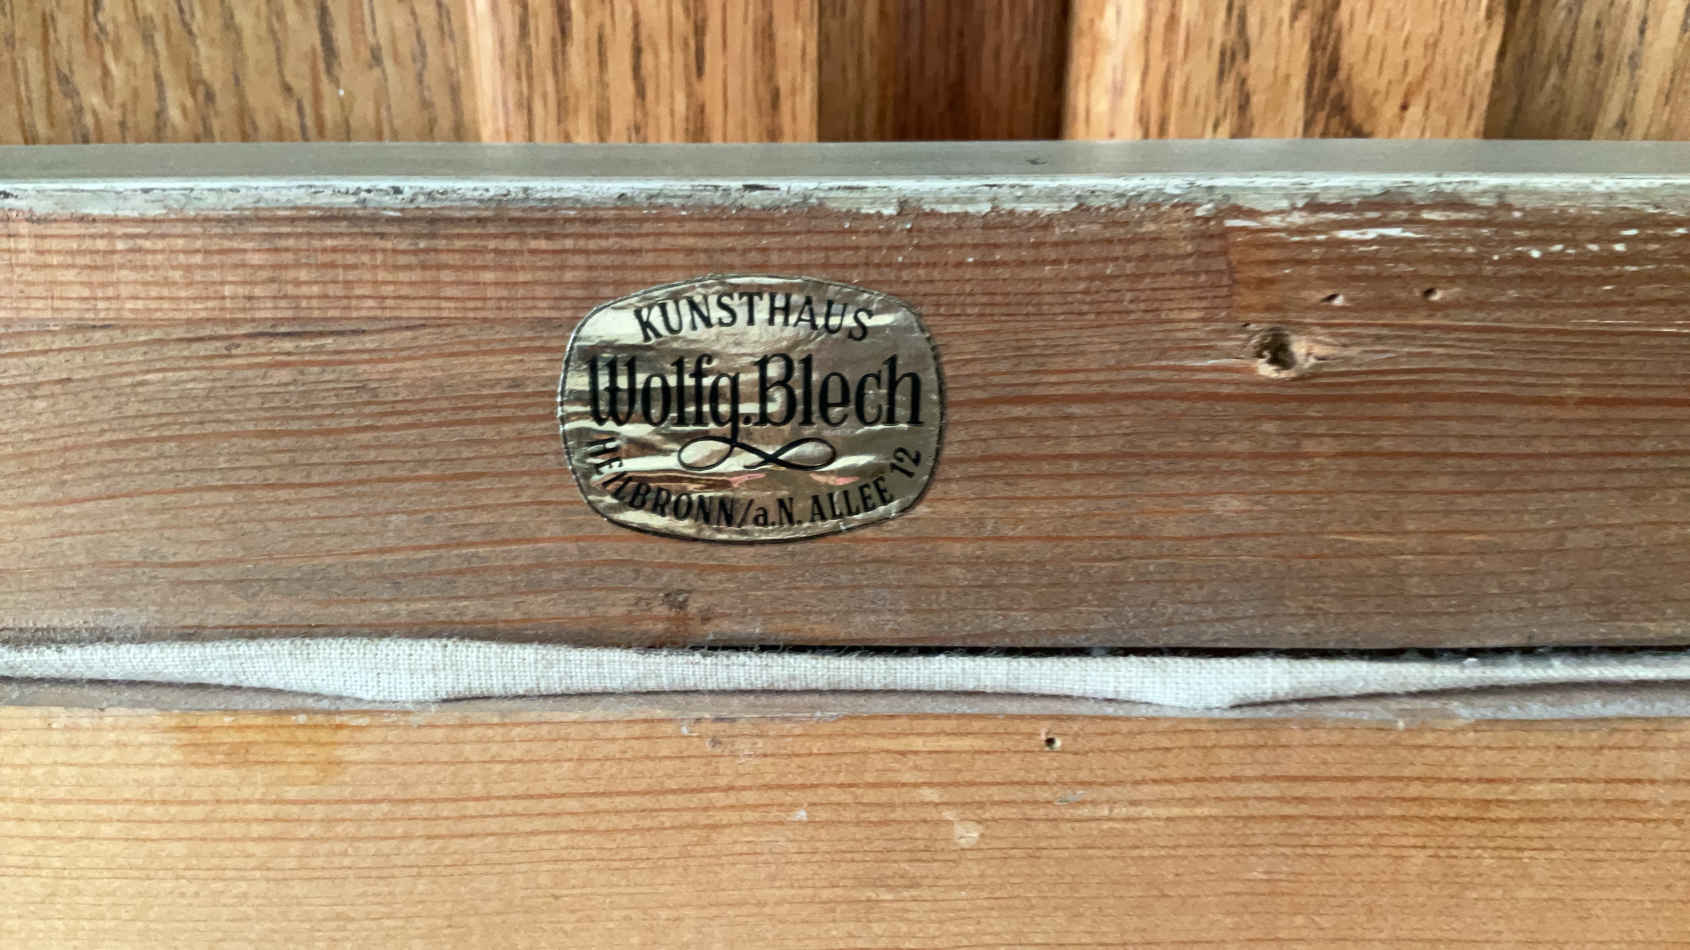 KUNSTHAUS
Wolfg.Blech
HEILBRONN/a.N. ALLEE 12